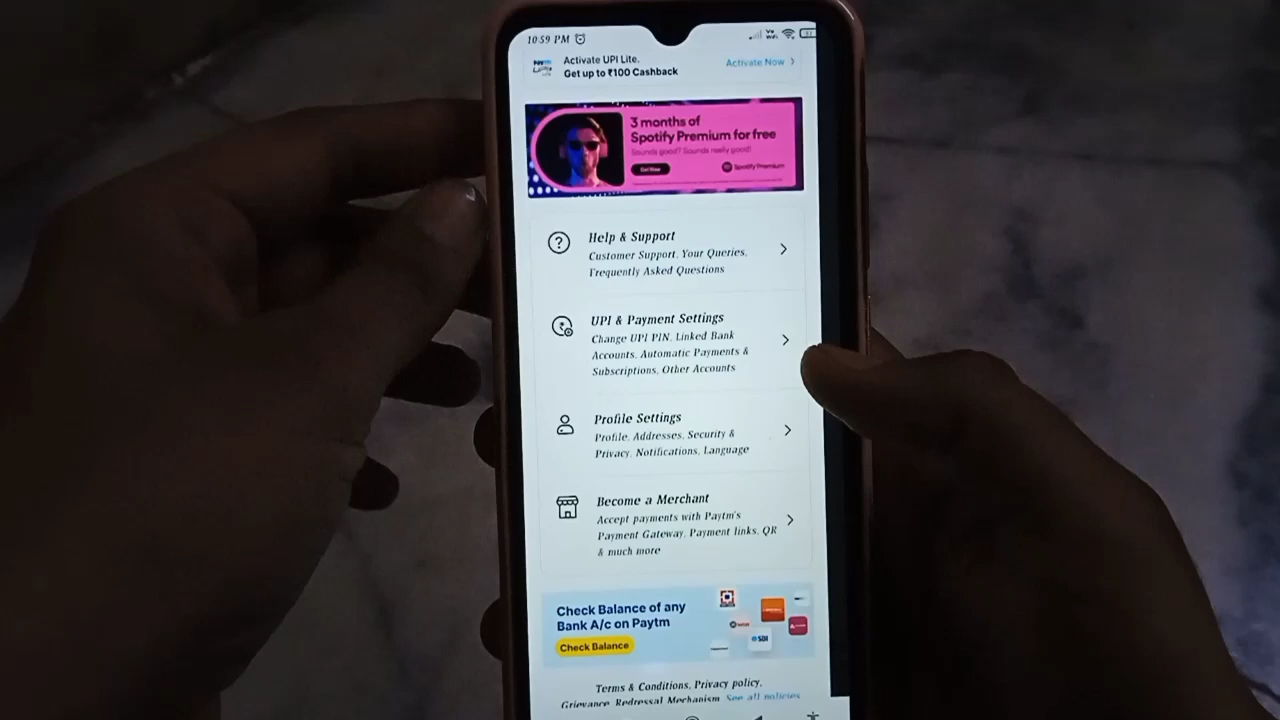 10:59 PM
Activate UPI Lite.
Get up to ₹100 Cashback
Activate Now
3 months of
Spotify Premium for free
Sounds good? Sounds really good!
Get Now
Spotify Premium
Help & Support
Customer Support, Your Queries,
Frequently Asked Questions
UPI & Payment Settings
Change UPI PIN, Linked Bank
Accounts, Automatic Payments &
Subscriptions, Other Accounts
Profile Settings
Profile, Addresses, Security &
Privacy, Notifications, Language
Become a Merchant
Accept payments with Paytm's
Payment Gateway, Payment links, QR
& much more
Check Balance of any
Bank A/c on Paytm
Check Balance
SBI
Terms & Conditions, Privacy policy,
Grievance Redressal Mechanism See all policies